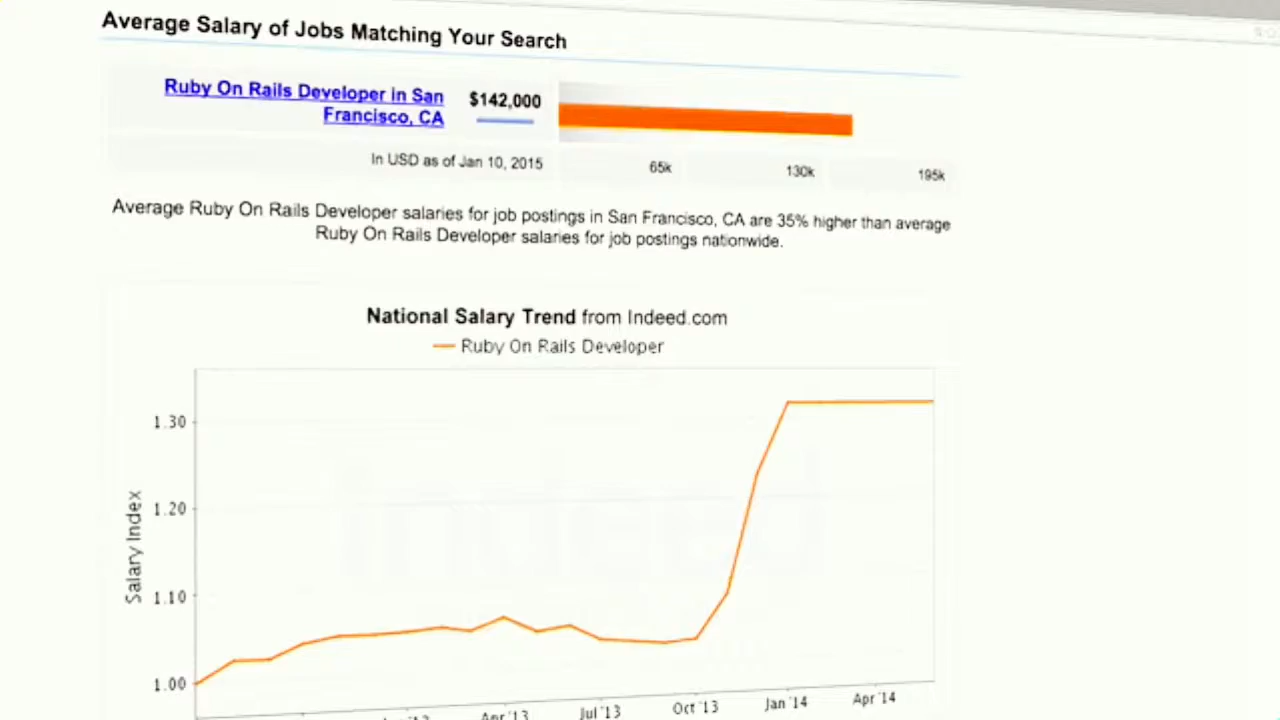 Average Salary of Jobs Matching Your Search
Ruby On Rails Developer in San
Francisco, CA
$142,000
In USD as of Jan 10, 2015
65k
130k
195k
Average Ruby On Rails Developer salaries for job postings in San Francisco, CA are 35% higher than average
Ruby On Rails Developer salaries for job postings nationwide.
National Salary Trend from Indeed.com
Ruby On Rails Developer
1.30
1.20
1.10
1.00
Salary Index
indeed
Apr '13
Jul '13
Oct '13
Jan '14
Apr '14